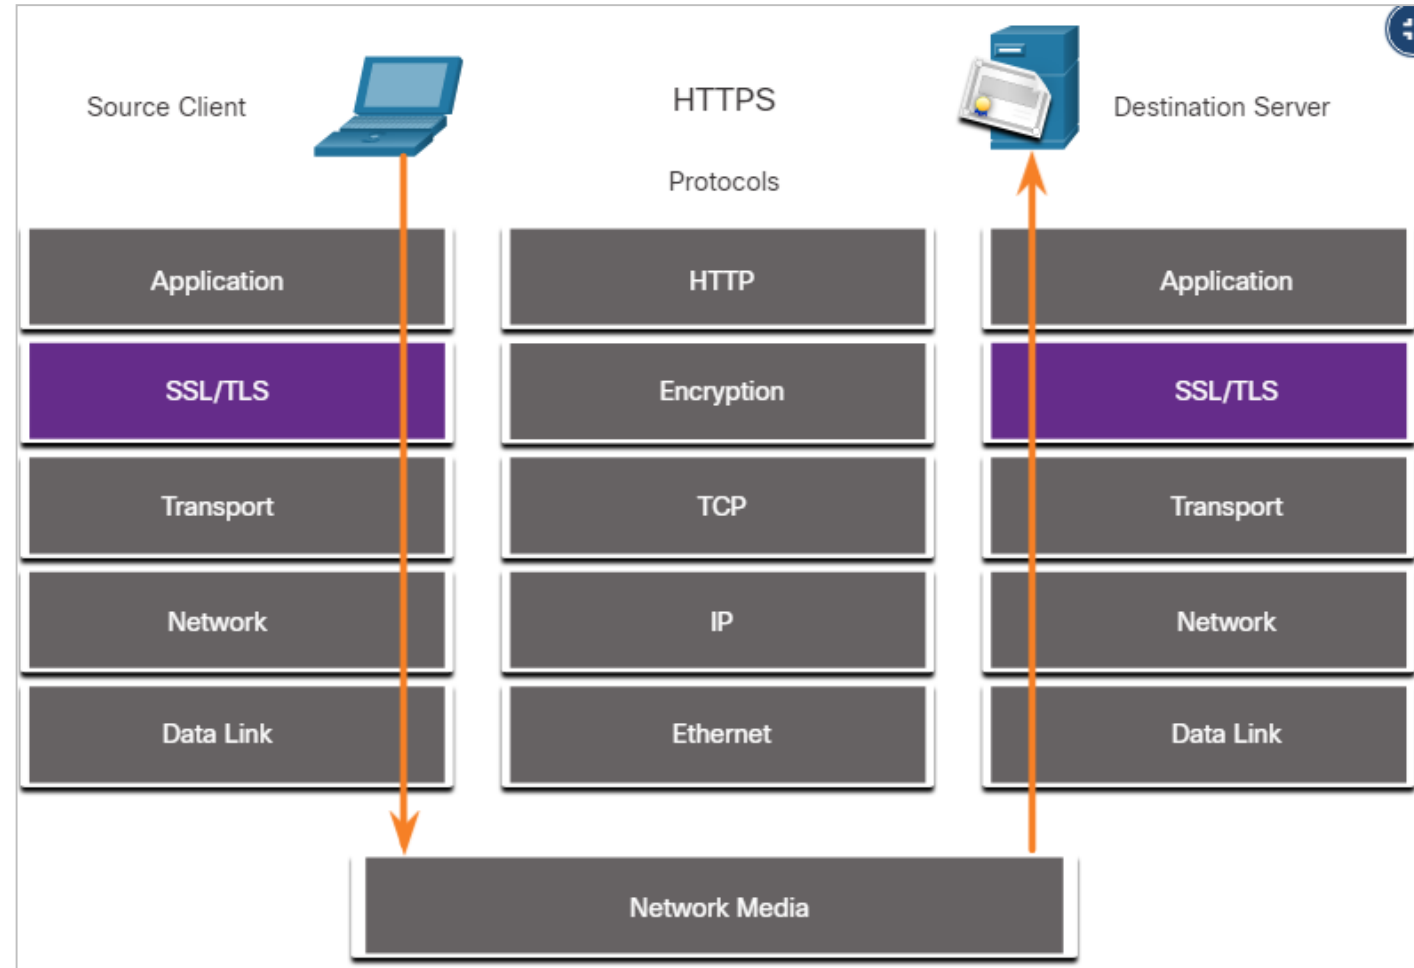 Source Client
HTTPS
Destination Server
Protocols
Application
HTTP
Application
SSL/TLS
Encryption
SSL/TLS
Transport
TCP
Transport
Network
IP
Network
Data Link
Ethernet
Data Link
Network Media